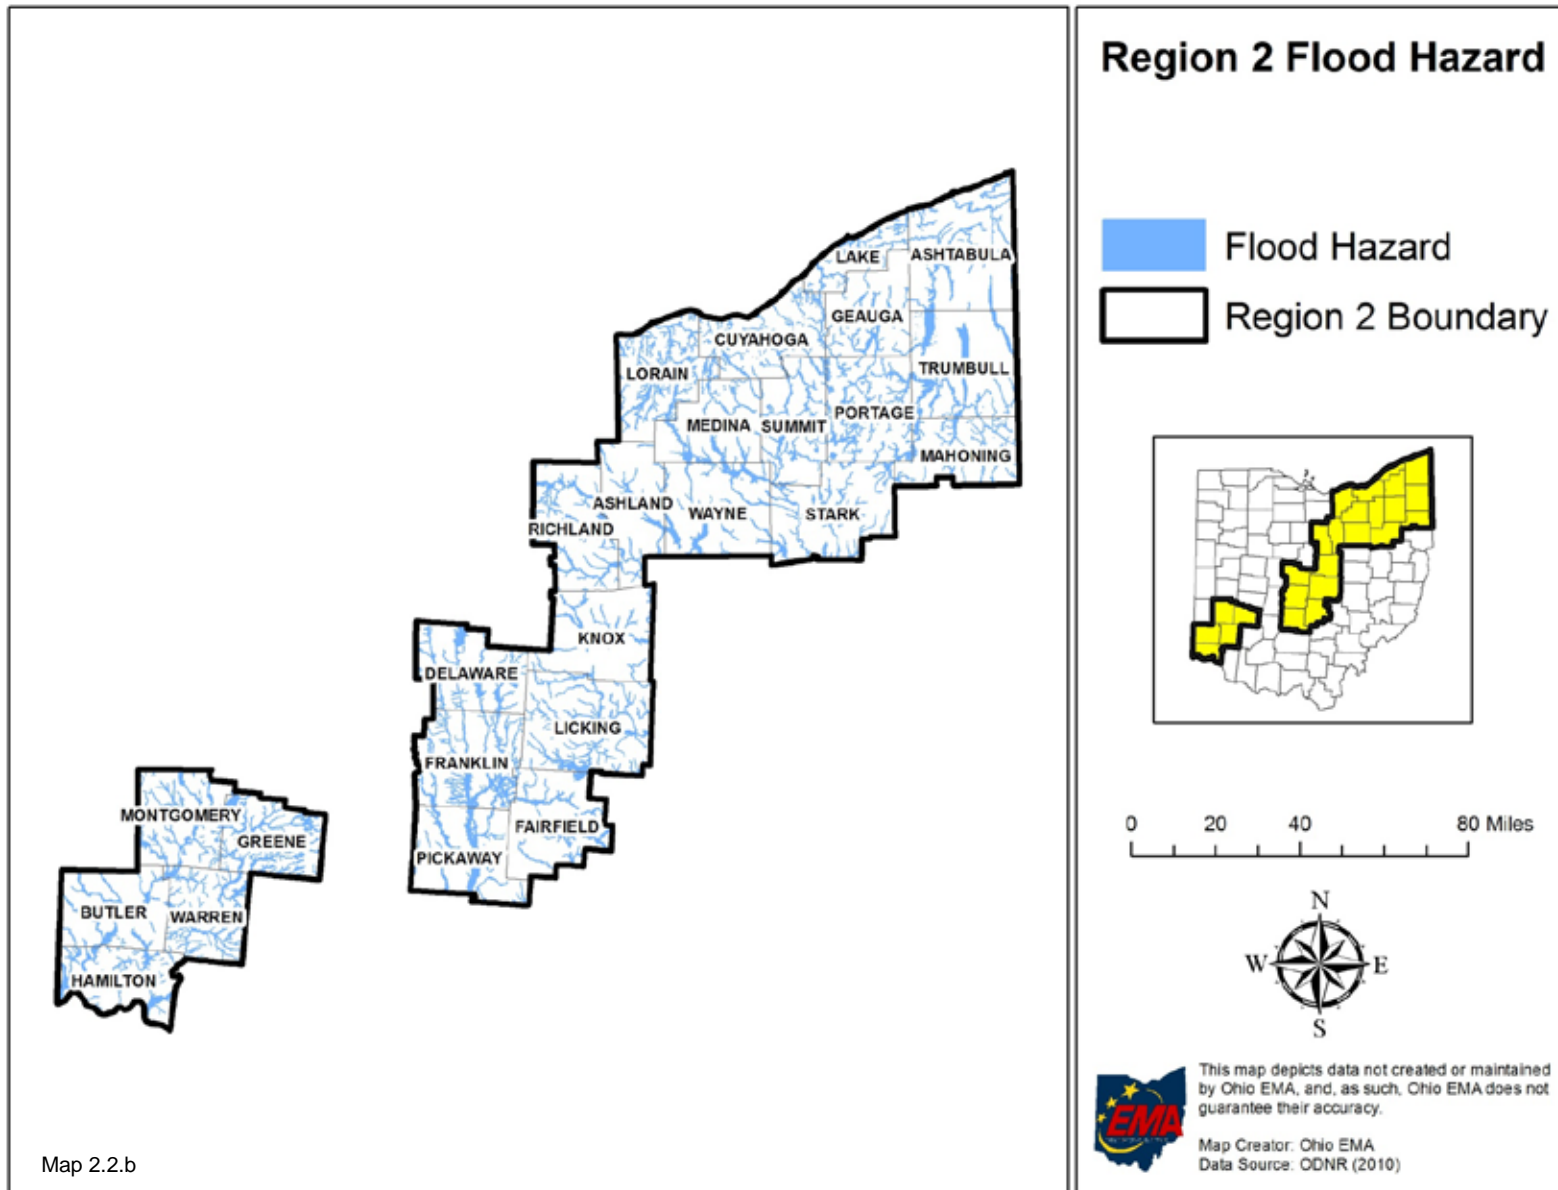 Region 2 Flood Hazard
Flood Hazard
Region 2 Boundary
LAKE
ASHTABULA
GEAUGA
CUYAHOGA
TRUMBULL
LORAIN
PORTAGE
MEDINA
SUMMIT
MAHONING
ASHLAND
WAYNE
STARK
RICHLAND
KNOX
DELAWARE
LICKING
FRANKLIN
FAIRFIELD
PICKAWAY
MONTGOMERY
GREENE
BUTLER
WARREN
HAMILTON
0 20 40 80 Miles
N
W E
S
EMA
This map depicts data not created or maintained
by Ohio EMA, and, as such, Ohio EMA does not
guarantee their accuracy.
Map Creator: Ohio EMA
Data Source: ODNR (2010)
Map 2.2.b